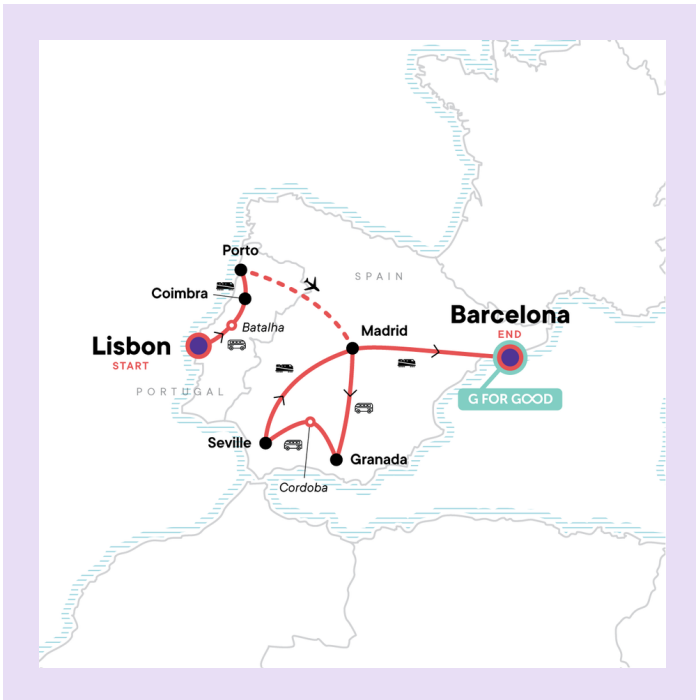 Porto
SPAIN
Coimbra
Barcelona
END
Batalha
Madrid
Lisbon
START
PORTUGAL
G FOR GOOD
Seville
Granada
Cordoba